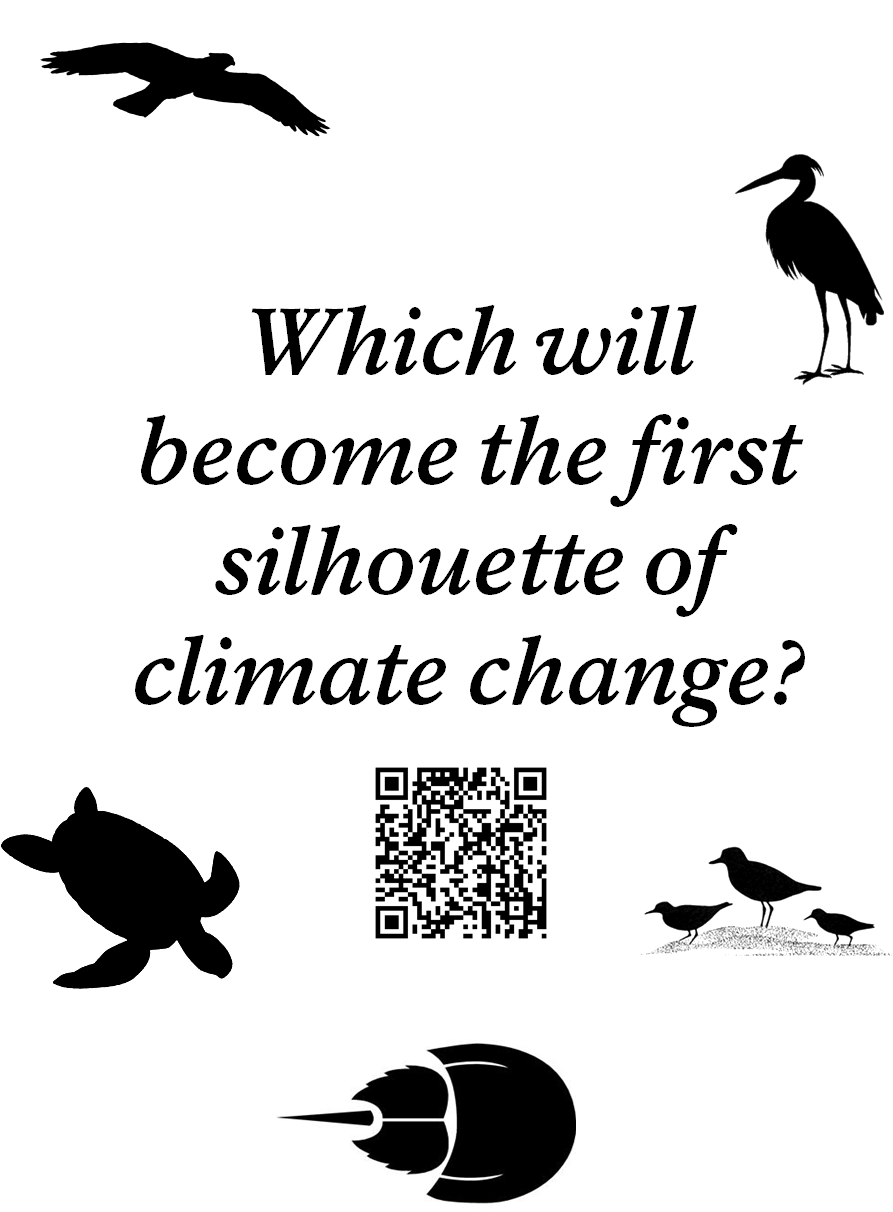 Which will
become the first
silhouette of
climate change?